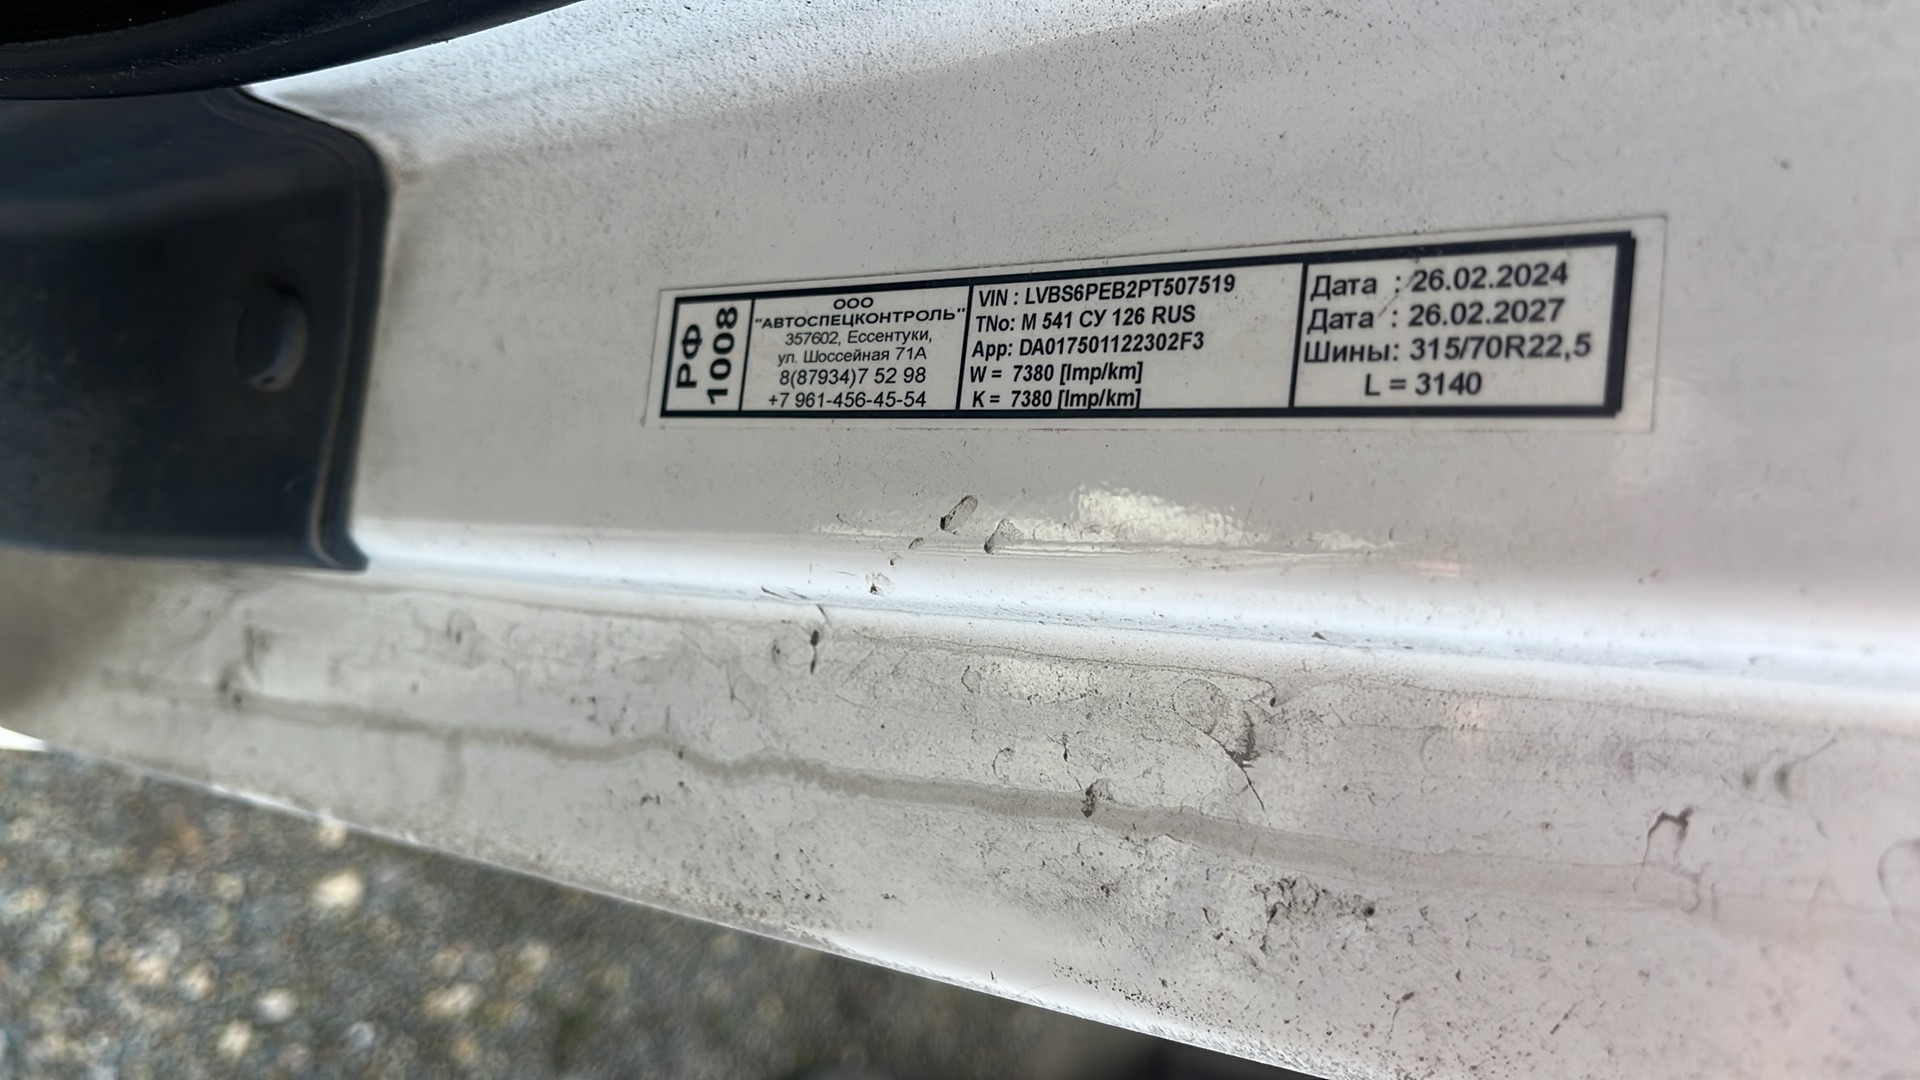 РФ
1008
ООО
"АВТОСПЕЦКОНТРОЛЬ"
357602, Ессентуки,
ул. Шоссейная 71А
8(87934)7 52 98
+7 961-456-45-54
VIN : LVBS6PEB2PT507519
TNo: М 541 СУ 126 RUS
App: DA017501122302F3
W = 7380 [Imp/km]
K = 7380 [Imp/km]
Дата : 26.02.2024
Дата : 26.02.2027
Шины: 315/70R22,5
L = 3140